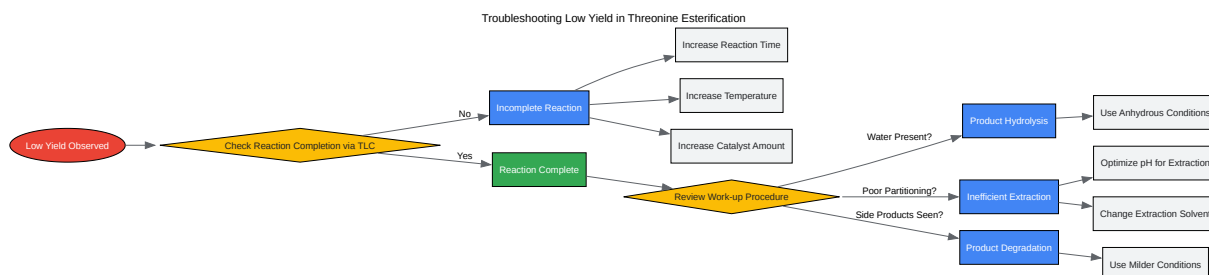 Troubleshooting Low Yield in Threonine Esterification
Low Yield Observed
Check Reaction Completion via TLC
No
Incomplete Reaction
Increase Reaction Time
Increase Temperature
Increase Catalyst Amount
Yes
Reaction Complete
Review Work-up Procedure
Water Present?
Product Hydrolysis
Use Anhydrous Conditions
Poor Partitioning?
Inefficient Extraction
Optimize pH for Extraction
Change Extraction Solvent
Side Products Seen?
Product Degradation
Use Milder Conditions